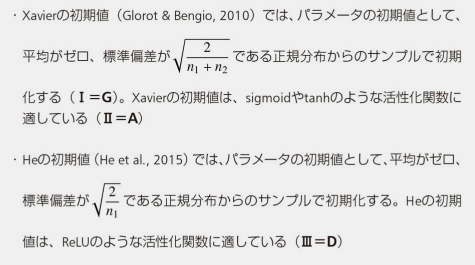 ・Xavierの初期値（Glorot & Bengio, 2010）では、パラメータの初期値として、
平均がゼロ、標準偏差が√(2/(n₁ + n₂)) である正規分布からのサンプルで初期
化する（Ⅰ＝G）。Xavierの初期値は、sigmoidやtanhのような活性化関数に
適している（Ⅱ＝A）
・Heの初期値（He et al., 2015）では、パラメータの初期値として、平均がゼロ、
標準偏差が√(2/n₁) である正規分布からのサンプルで初期化する。Heの初期
値は、ReLUのような活性化関数に適している（Ⅲ＝D）